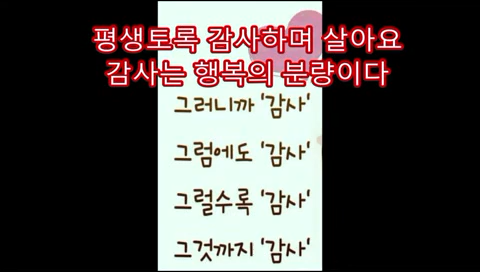 평생토록 감사하며 살아요
감사는 행복의 분량이다
그러니까 '감사'
그럼에도 '감사'
그럴수록 '감사'
그것까지 '감사'